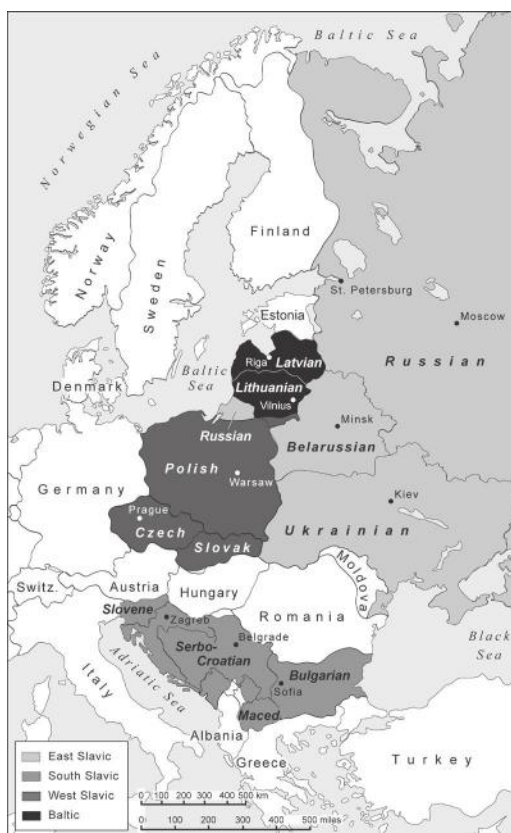 Baltic Sea
Norwegian Sea
Finland
Norway
Sweden
St. Petersburg
Estonia
Moscow
Riga
Latvian
Russian
Baltic
Sea
Denmark
Lithuanian
Vilnius
Minsk
Russian
Belarussian
Polish
Warsaw
Germany
Kiev
Prague
Ukrainian
Czech
Slovak
Moldova
Switz.
Austria
Hungary
Slovene
Zagreb
Romania
Belgrade
Serbo-
Croatian
Black
Sea
Italy
Adriatic Sea
Bulgarian
Sofia
Maced.
Albania
Greece
Turkey
East Slavic
South Slavic
West Slavic
Baltic
0 100 200 300 400 500 km
0 100 200 300 400 500 miles